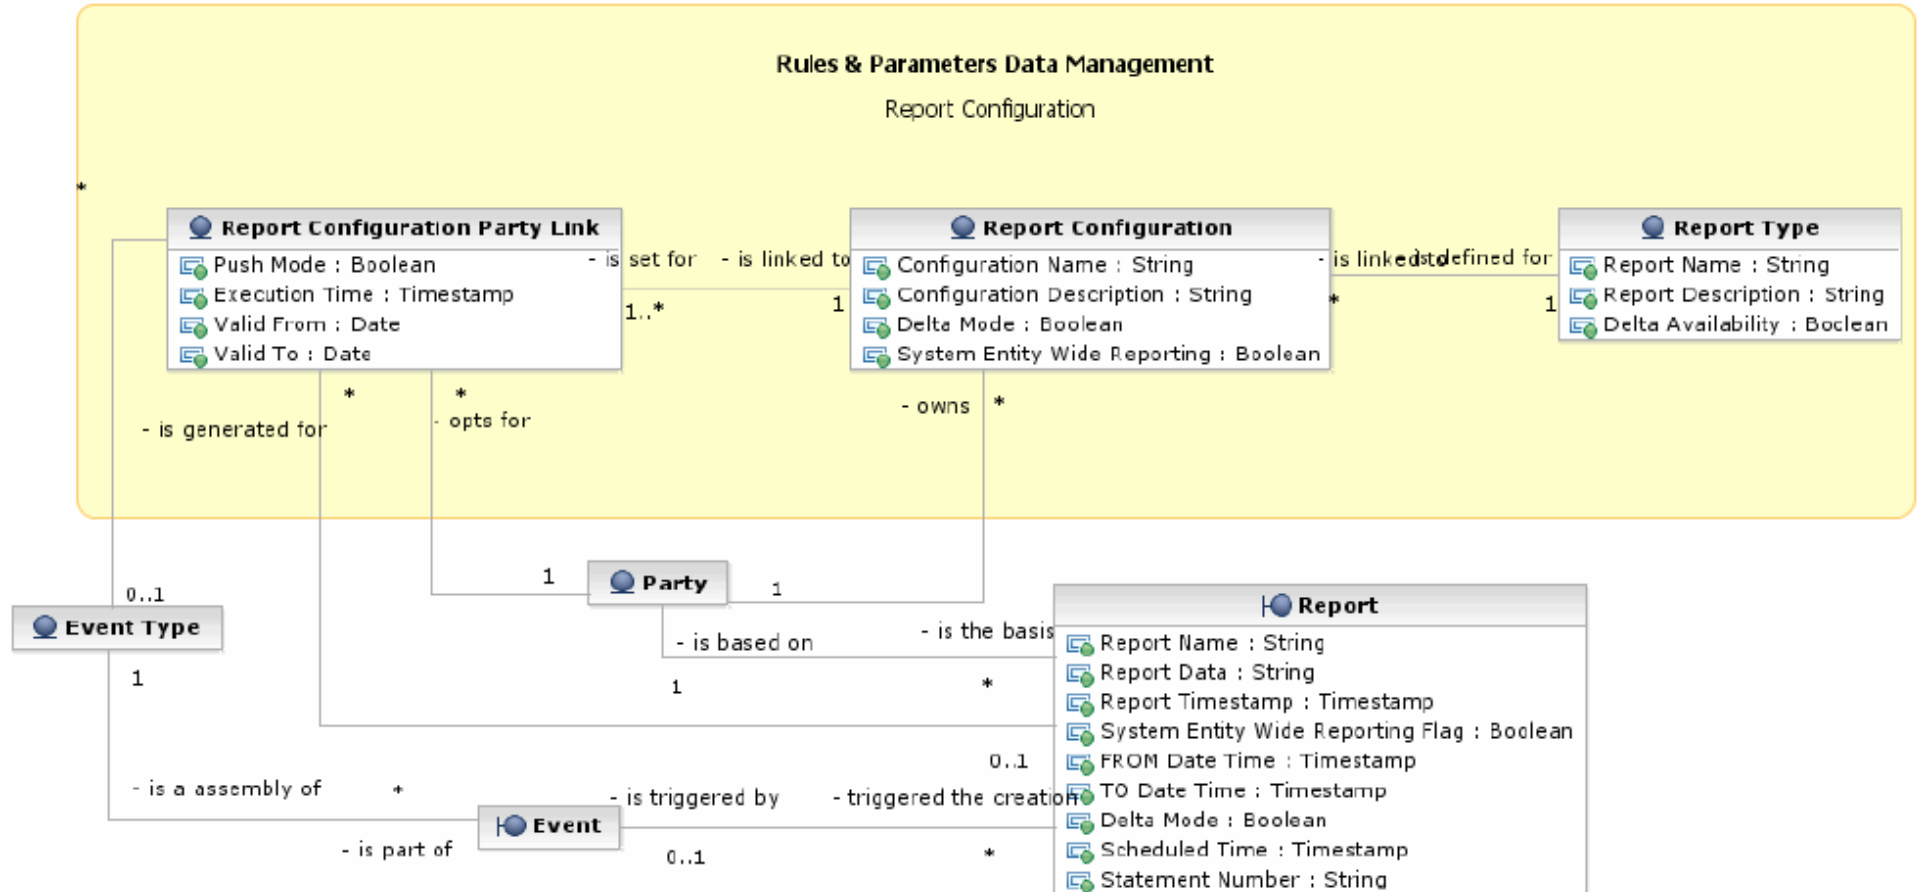 Rules & Parameters Data Management
Report Configuration
*
Report Configuration Party Link
Push Mode : Boolean
Execution Time : Timestamp
Valid From : Date
Valid To : Date
- is set for
- is linked to
1..*
1
Report Configuration
Configuration Name : String
Configuration Description : String
Delta Mode : Boolean
System Entity Wide Reporting : Boolean
- is linked to
is defined for
*
1
Report Type
Report Name : String
Report Description : String
Delta Availability : Boolean
*
*
- is generated for
- opts for
- owns
*
0..1
Event Type
1
1
Party
1
- is based on
- is the basis
1
*
0..1
Report
Report Name : String
Report Data : String
Report Timestamp : Timestamp
System Entity Wide Reporting Flag : Boolean
FROM Date Time : Timestamp
TO Date Time : Timestamp
Delta Mode : Boolean
Scheduled Time : Timestamp
Statement Number : String
- is a assembly of
*
- is part of
Event
- is triggered by
- triggered the creation
0..1
*